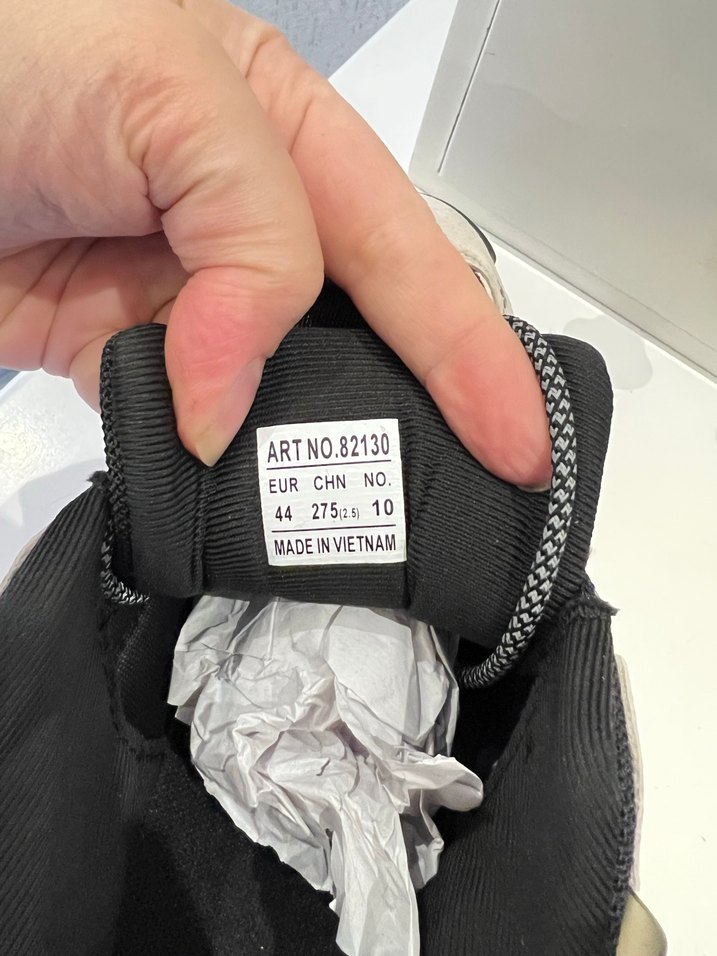 ART NO.82130
EUR CHN NO.
44 275(2.5) 10
MADE IN VIETNAM